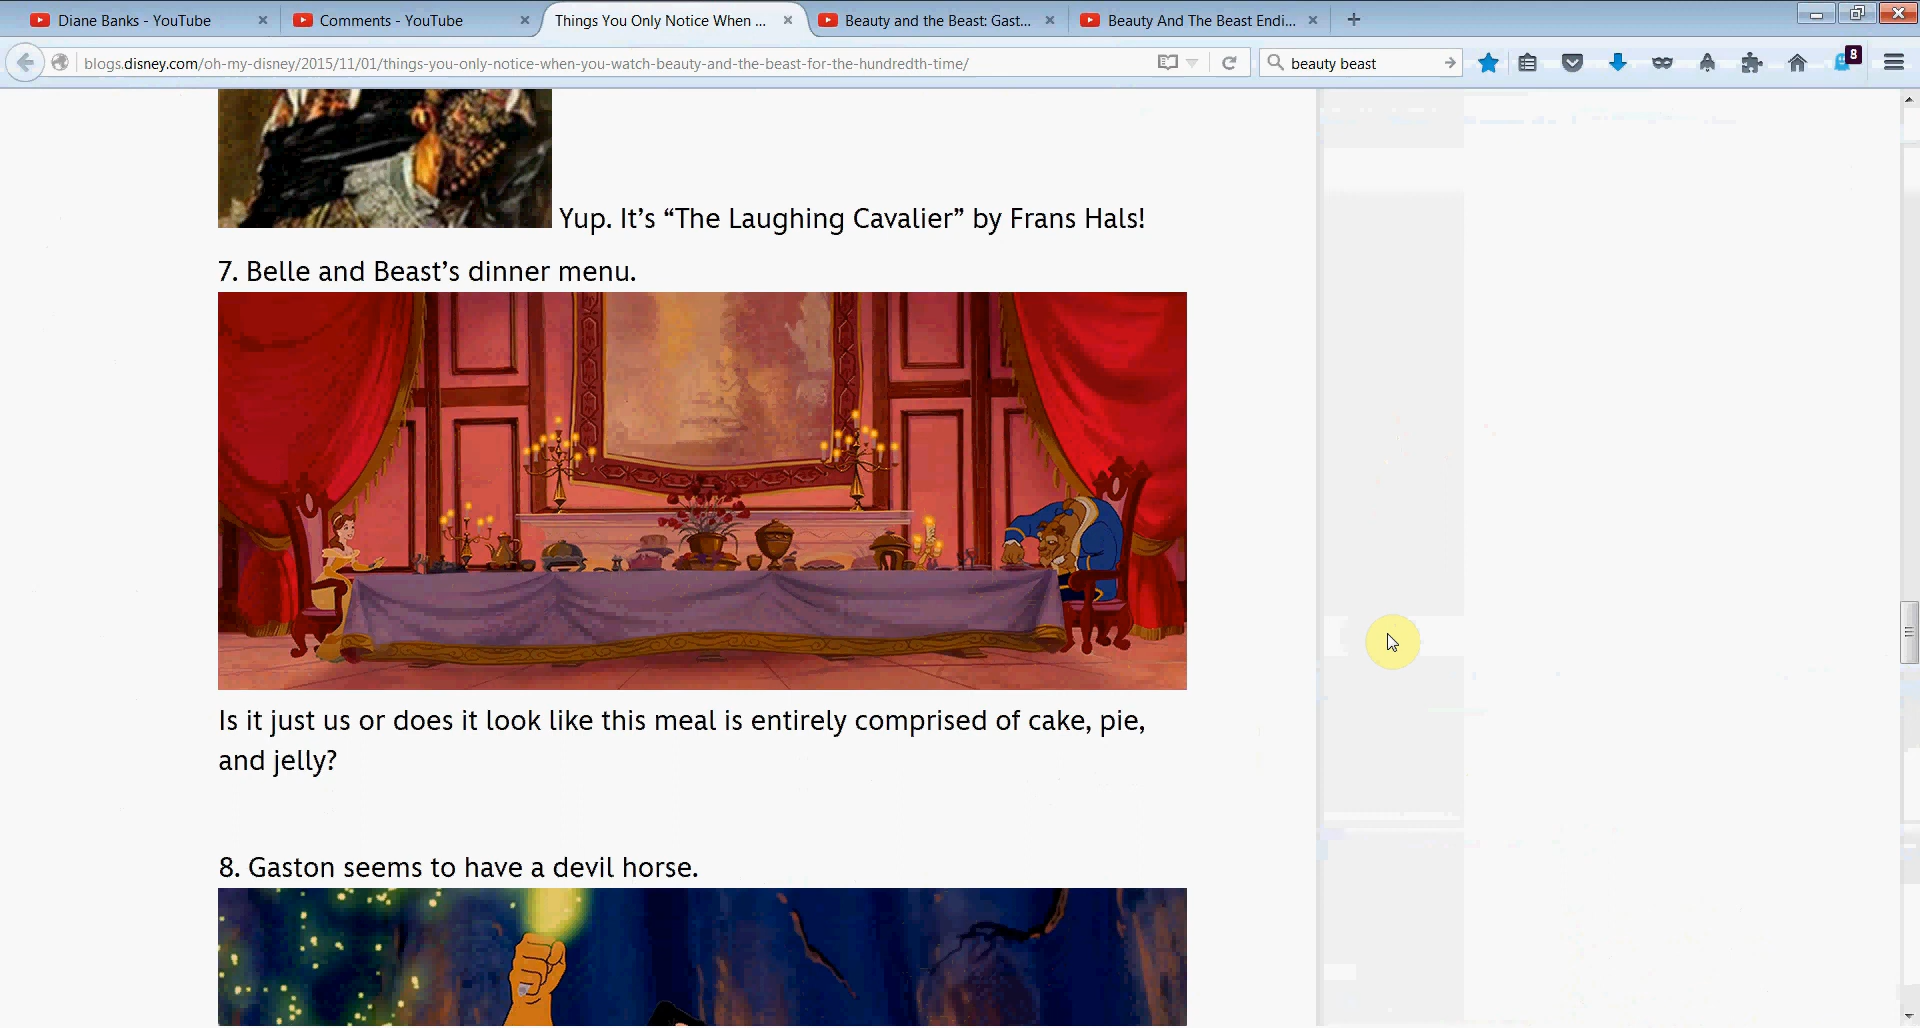 Diane Banks - YouTube
Comments - YouTube
Things You Only Notice When ...
Beauty and the Beast: Gast...
Beauty And The Beast Endi...
blogs.disney.com/oh-my-disney/2015/11/01/things-you-only-notice-when-you-watch-beauty-and-the-beast-for-the-hundredth-time/
beauty beast
8
Yup. It’s “The Laughing Cavalier” by Frans Hals!
7. Belle and Beast’s dinner menu.
Is it just us or does it look like this meal is entirely comprised of cake, pie,
and jelly?
8. Gaston seems to have a devil horse.